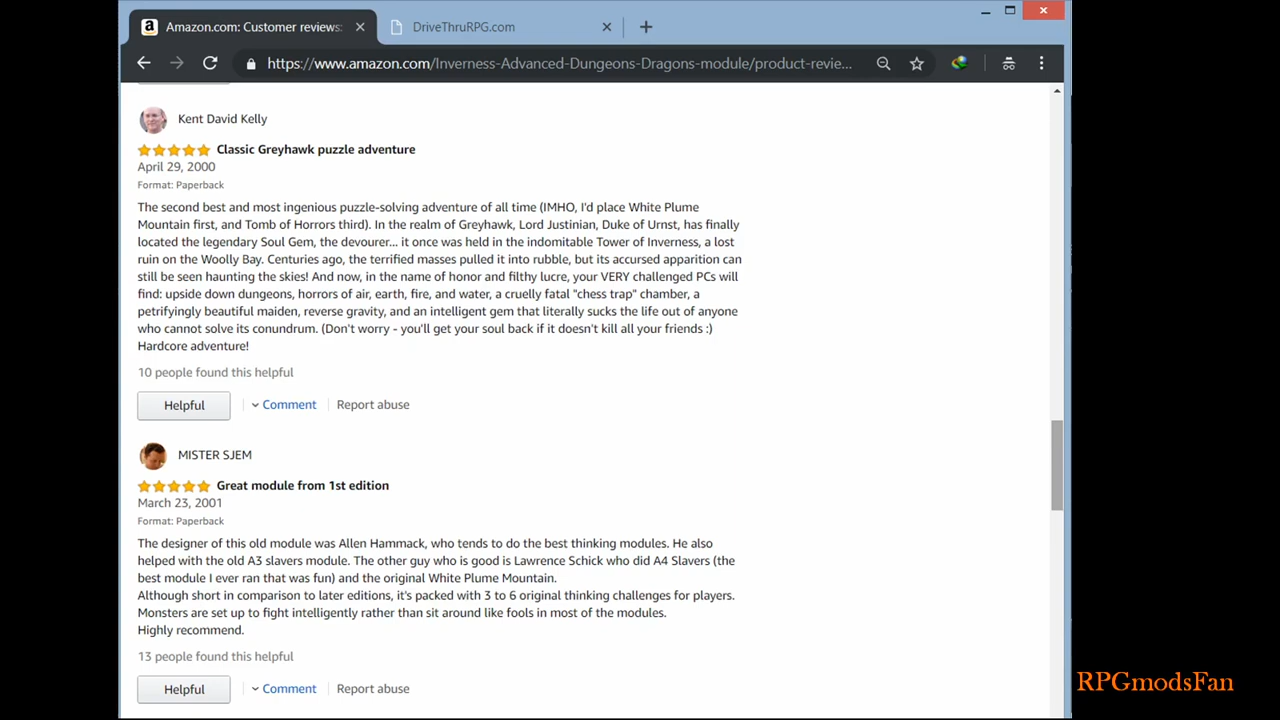 Amazon.com: Customer reviews:
DriveThruRPG.com
https://www.amazon.com/Inverness-Advanced-Dungeons-Dragons-module/product-revie...
Kent David Kelly
Classic Greyhawk puzzle adventure
April 29, 2000
Format: Paperback
The second best and most ingenious puzzle-solving adventure of all time (IMHO, I'd place White Plume
Mountain first, and Tomb of Horrors third). In the realm of Greyhawk, Lord Justinian, Duke of Urnst, has finally
located the legendary Soul Gem, the devourer... it once was held in the indomitable Tower of Inverness, a lost
ruin on the Woolly Bay. Centuries ago, the terrified masses pulled it into rubble, but its accursed apparition can
still be seen haunting the skies! And now, in the name of honor and filthy lucre, your VERY challenged PCs will
find: upside down dungeons, horrors of air, earth, fire, and water, a cruelly fatal "chess trap" chamber, a
petrifyingly beautiful maiden, reverse gravity, and an intelligent gem that literally sucks the life out of anyone
who cannot solve its conundrum. (Don't worry - you'll get your soul back if it doesn't kill all your friends :)
Hardcore adventure!
10 people found this helpful
Helpful
Comment
Report abuse
MISTER SJEM
Great module from 1st edition
March 23, 2001
Format: Paperback
The designer of this old module was Allen Hammack, who tends to do the best thinking modules. He also
helped with the old A3 slavers module. The other guy who is good is Lawrence Schick who did A4 Slavers (the
best module I ever ran that was fun) and the original White Plume Mountain.
Although short in comparison to later editions, it's packed with 3 to 6 original thinking challenges for players.
Monsters are set up to fight intelligently rather than sit around like fools in most of the modules.
Highly recommend.
13 people found this helpful
Helpful
Comment
Report abuse
RPGmodsFan